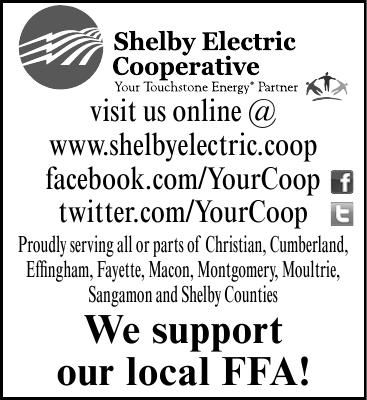 Shelby Electric
Cooperative
Your Touchstone Energy® Partner
visit us online @
www.shelbyelectric.coop
facebook.com/YourCoop f
twitter.com/YourCoop t
Proudly serving all or parts of Christian, Cumberland,
Effingham, Fayette, Macon, Montgomery, Moultrie,
Sangamon and Shelby Counties
We support
our local FFA!